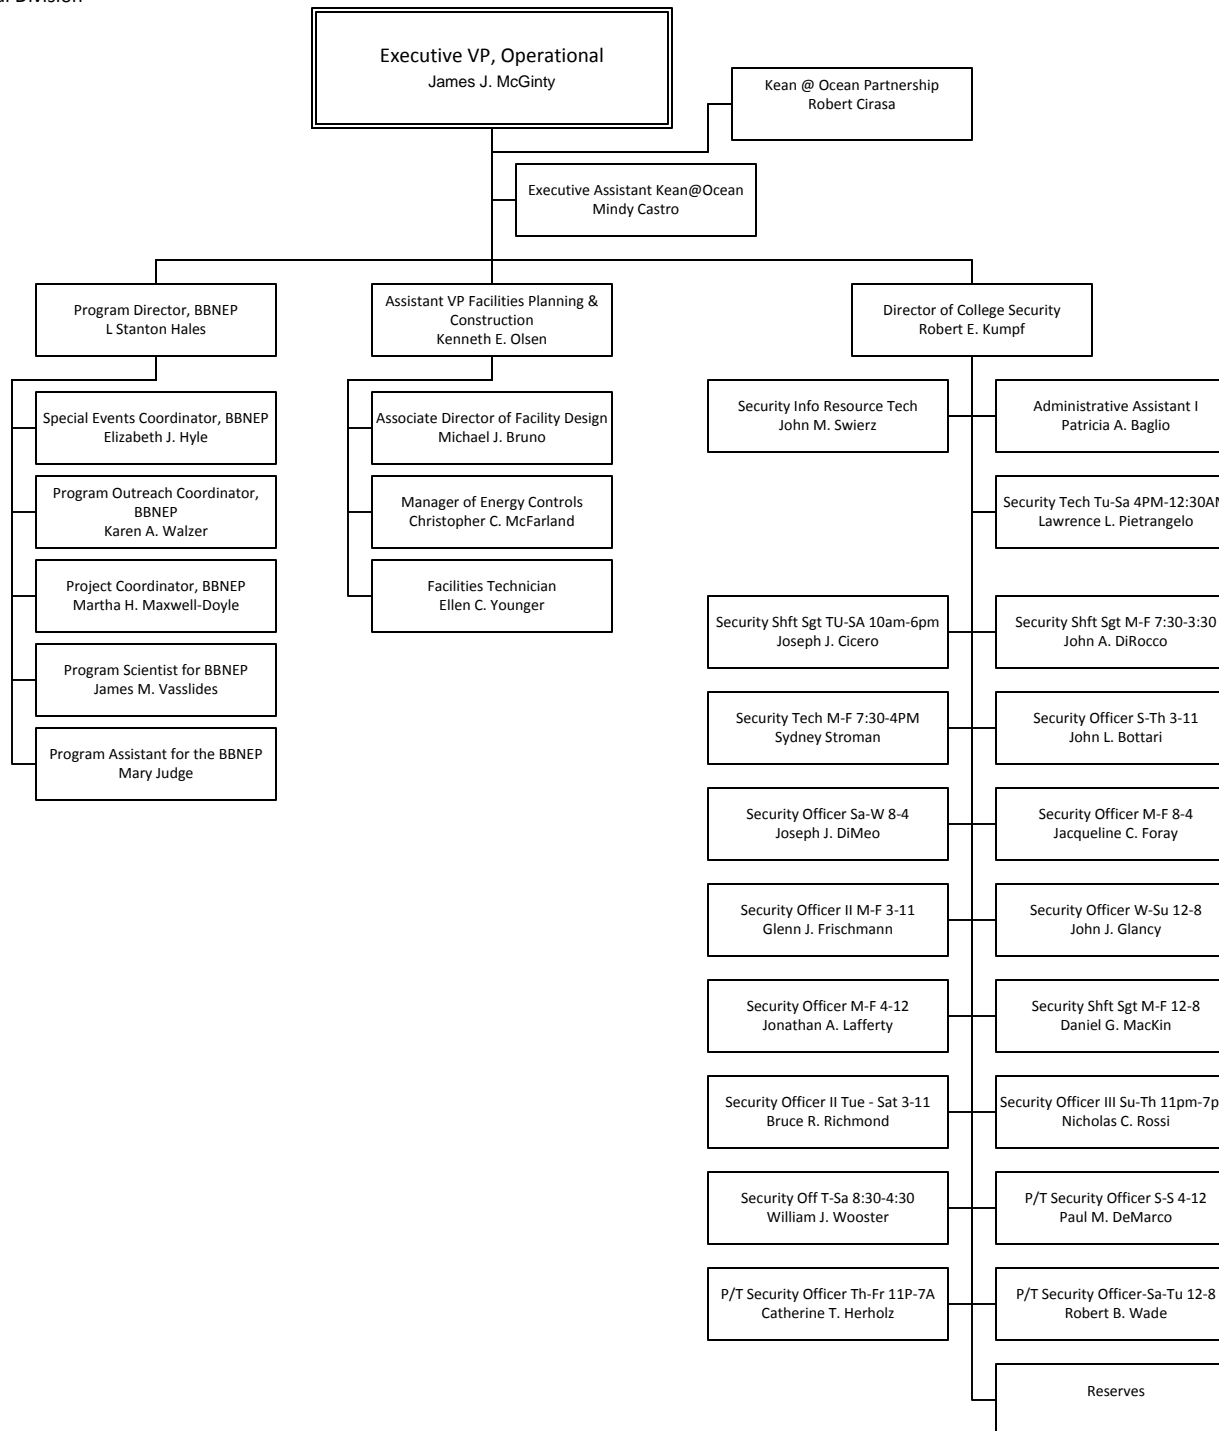 Division
Executive VP, Operational
James J. McGinty
Kean @ Ocean Partnership
Robert Cirasa
Executive Assistant Kean@Ocean
Mindy Castro
Program Director, BBNEP
L Stanton Hales
Assistant VP Facilities Planning &
Construction
Kenneth E. Olsen
Director of College Security
Robert E. Kumpf
Special Events Coordinator, BBNEP
Elizabeth J. Hyle
Program Outreach Coordinator,
BBNEP
Karen A. Walzer
Project Coordinator, BBNEP
Martha H. Maxwell-Doyle
Program Scientist for BBNEP
James M. Vasslides
Program Assistant for the BBNEP
Mary Judge
Associate Director of Facility Design
Michael J. Bruno
Manager of Energy Controls
Christopher C. McFarland
Facilities Technician
Ellen C. Younger
Security Info Resource Tech
John M. Swierz
Administrative Assistant I
Patricia A. Baglio
Security Tech Tu-Sa 4PM-12:30AM
Lawrence L. Pietrangelo
Security Shft Sgt TU-SA 10am-6pm
Joseph J. Cicero
Security Shft Sgt M-F 7:30-3:30
John A. DiRocco
Security Tech M-F 7:30-4PM
Sydney Stroman
Security Officer S-Th 3-11
John L. Bottari
Security Officer Sa-W 8-4
Joseph J. DiMeo
Security Officer M-F 8-4
Jacqueline C. Foray
Security Officer II M-F 3-11
Glenn J. Frischmann
Security Officer W-Su 12-8
John J. Glancy
Security Officer M-F 4-12
Jonathan A. Lafferty
Security Shft Sgt M-F 12-8
Daniel G. MacKin
Security Officer II Tue - Sat 3-11
Bruce R. Richmond
Security Officer III Su-Th 11pm-7p
Nicholas C. Rossi
Security Off T-Sa 8:30-4:30
William J. Wooster
P/T Security Officer S-S 4-12
Paul M. DeMarco
P/T Security Officer Th-Fr 11P-7A
Catherine T. Herholz
P/T Security Officer-Sa-Tu 12-8
Robert B. Wade
Reserves